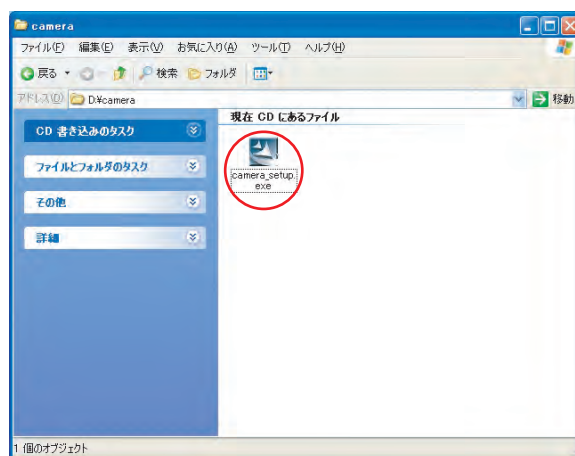 camera
ファイル(F) 編集(E) 表示(V) お気に入り(A) ツール(T) ヘルプ(H)
戻る 検索 フォルダ
アドレス(D) D:¥camera 移動
現在 CD にあるファイル
CD 書き込みのタスク
camera_setup.
exe
ファイルとフォルダのタスク
その他
詳細
1 個のオブジェクト